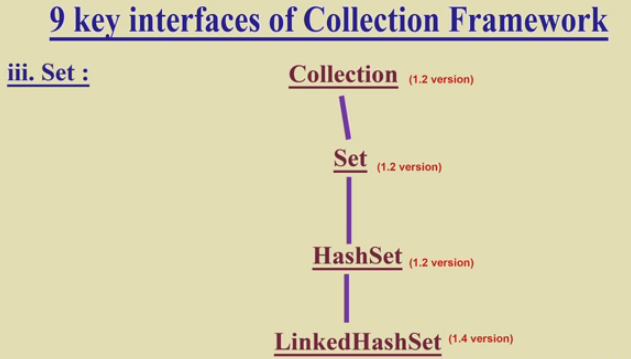 9 key interfaces of Collection Framework
iii. Set :
Collection (1.2 version)
Set (1.2 version)
HashSet (1.2 version)
LinkedHashSet (1.4 version)